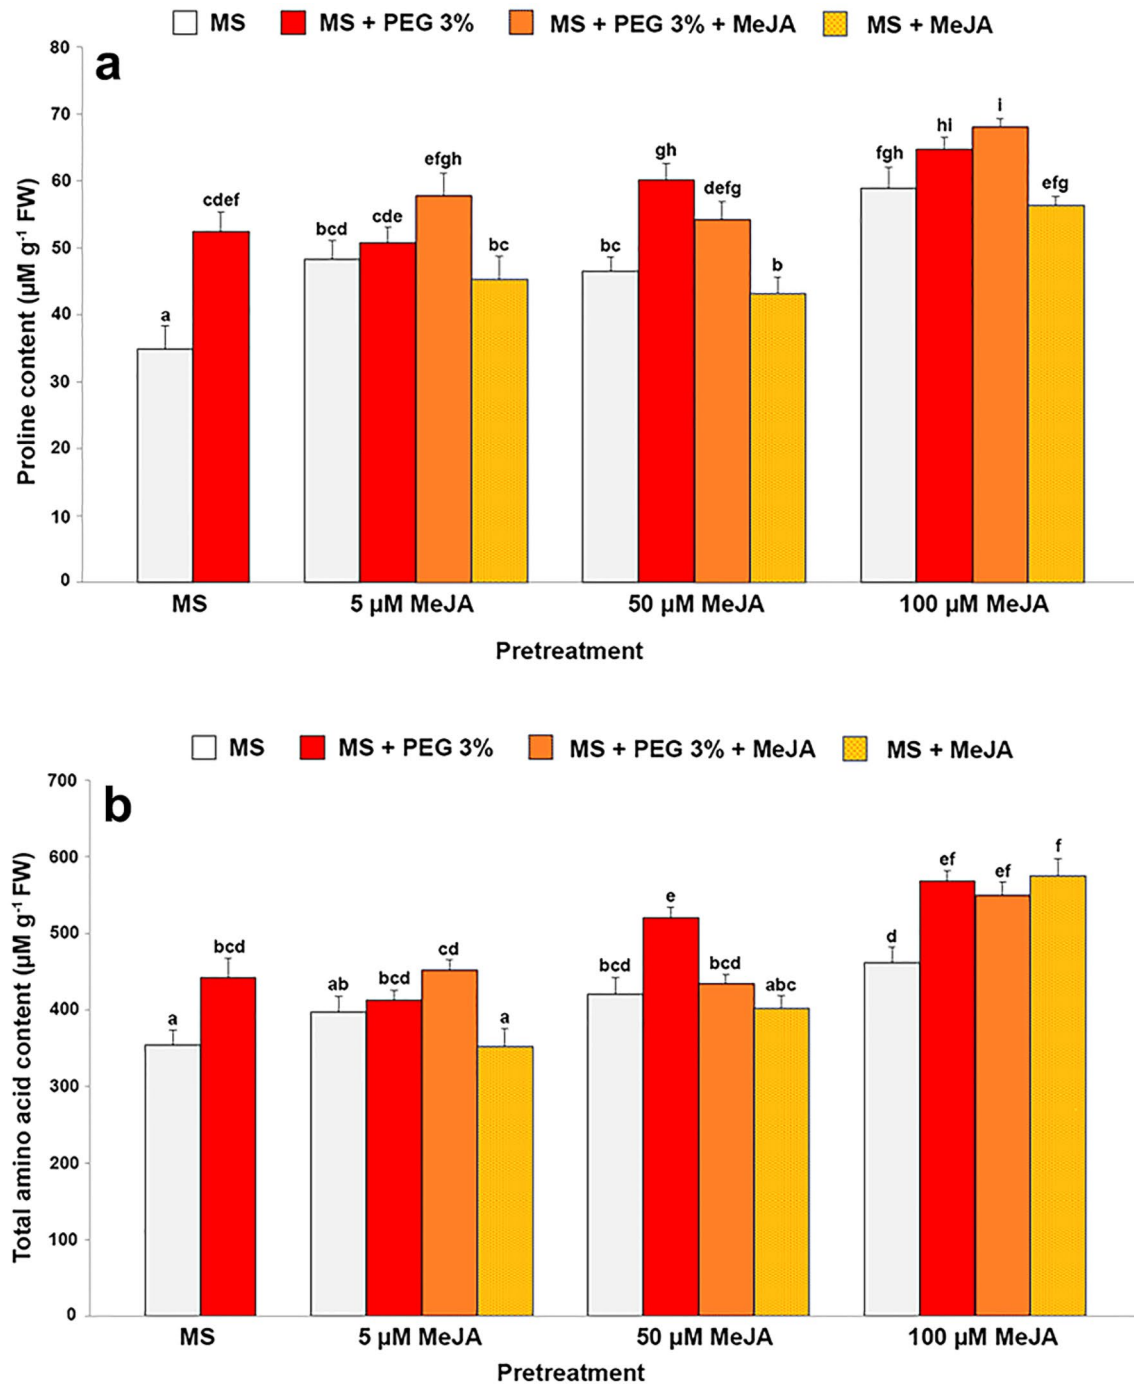 MS MS + PEG 3% MS + PEG 3% + MeJA MS + MeJA
a
80
70
60
50
40
30
20
10
0
Proline content (µM g⁻¹ FW)
a
cdef
bcd
cde
efgh
bc
bc
gh
defg
b
fgh
hi
i
efg
MS 5 µM MeJA 50 µM MeJA 100 µM MeJA
Pretreatment
MS MS + PEG 3% MS + PEG 3% + MeJA MS + MeJA
b
700
600
500
400
300
200
100
0
Total amino acid content (µM g⁻¹ FW)
a
bcd
ab
bcd
cd
a
bcd
e
bcd
abc
d
ef
ef
f
MS 5 µM MeJA 50 µM MeJA 100 µM MeJA
Pretreatment